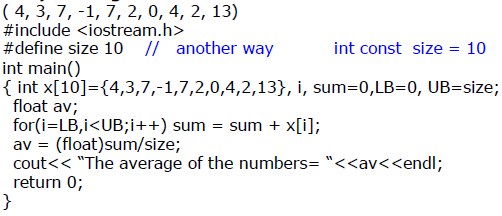 ( 4, 3, 7, -1, 7, 2, 0, 4, 2, 13)
#include <iostream.h>
#define size 10 // another way int const size = 10
int main()
{ int x[10]={4,3,7,-1,7,2,0,4,2,13}, i, sum=0,LB=0, UB=size;
float av;
for(i=LB,i<UB;i++) sum = sum + x[i];
av = (float)sum/size;
cout<< “The average of the numbers= “<<av<<endl;
return 0;
}